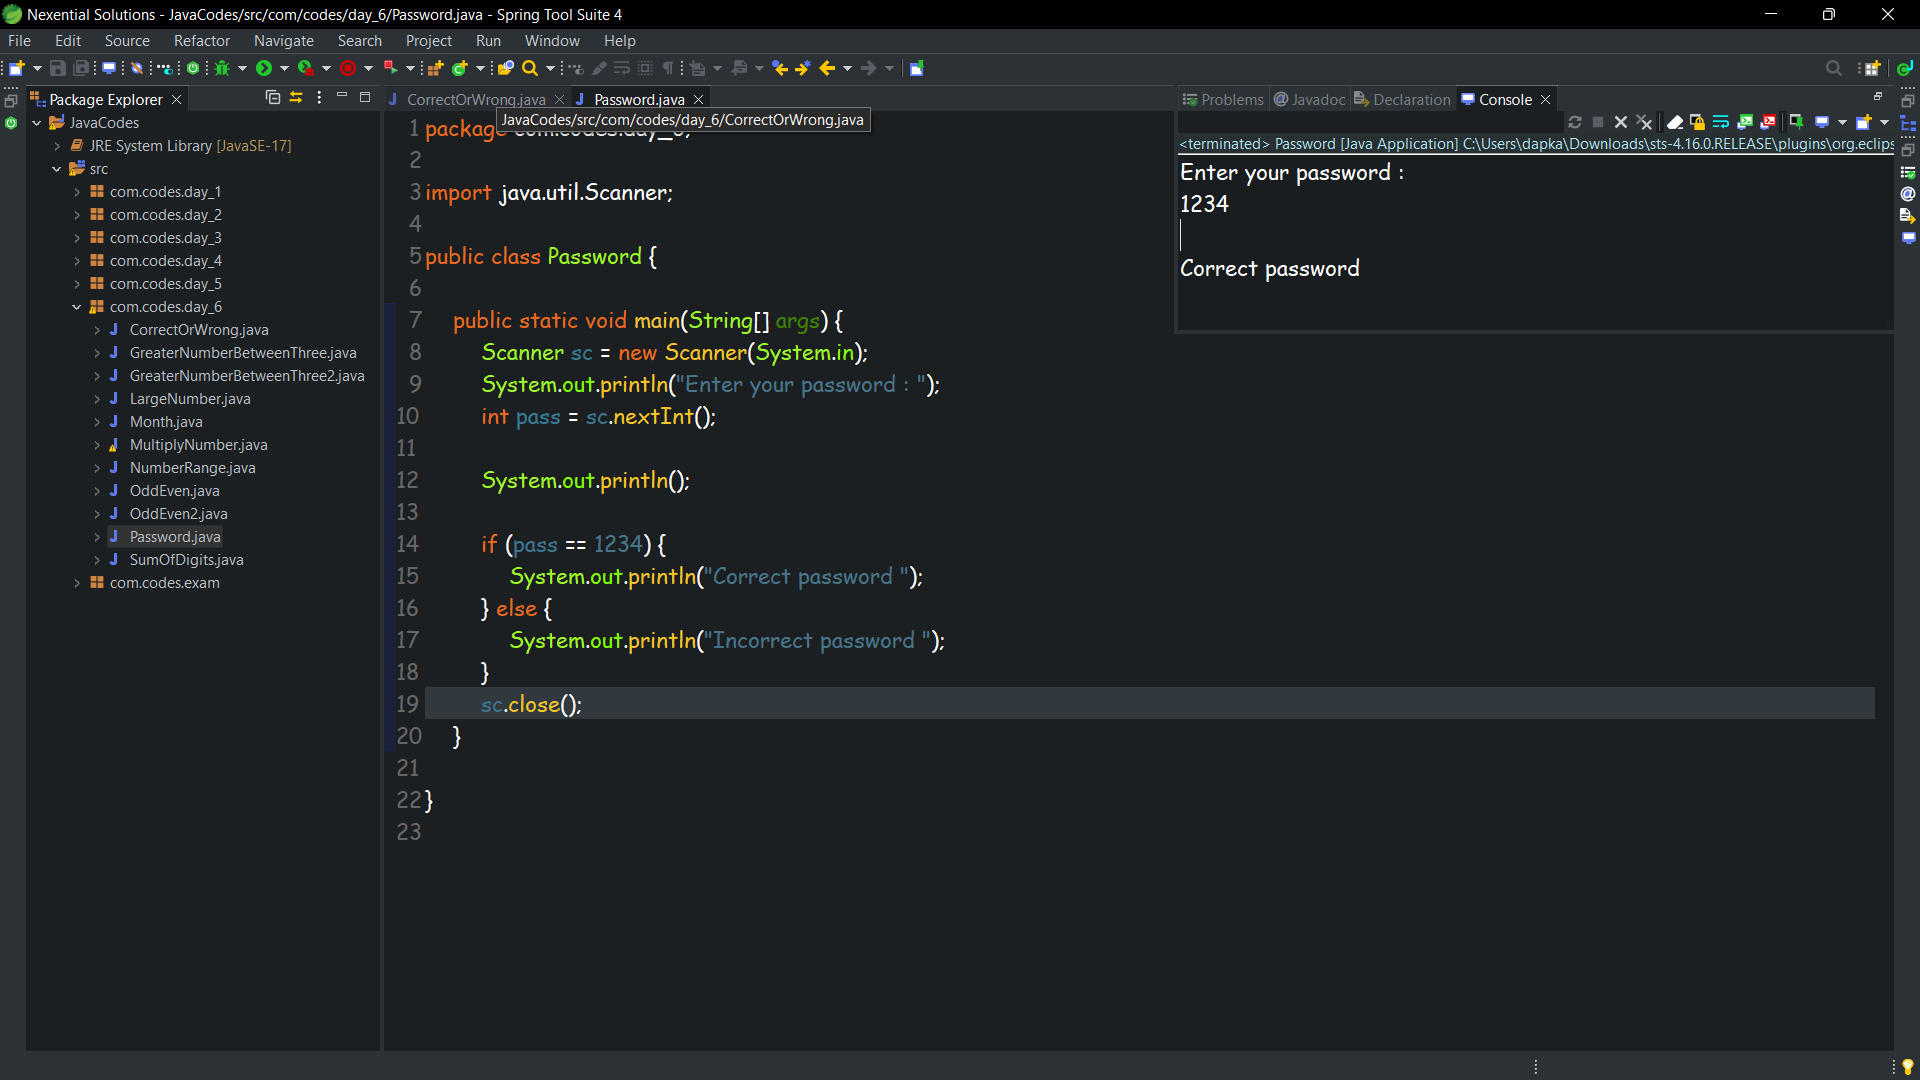 Nexential Solutions - JavaCodes/src/com/codes/day_6/Password.java - Spring Tool Suite 4
File Edit Source Refactor Navigate Search Project Run Window Help
Package Explorer
JavaCodes
JRE System Library [JavaSE-17]
src
com.codes.day_1
com.codes.day_2
com.codes.day_3
com.codes.day_4
com.codes.day_5
com.codes.day_6
CorrectOrWrong.java
GreaterNumberBetweenThree.java
GreaterNumberBetweenThree2.java
LargeNumber.java
Month.java
MultiplyNumber.java
NumberRange.java
OddEven.java
OddEven2.java
Password.java
SumOfDigits.java
com.codes.exam
CorrectOrWrong.java Password.java
JavaCodes/src/com/codes/day_6/CorrectOrWrong.java
1 package com.codes.day_6;
2
3 import java.util.Scanner;
4
5 public class Password {
6
7 public static void main(String[] args) {
8 Scanner sc = new Scanner(System.in);
9 System.out.println("Enter your password : ");
10 int pass = sc.nextInt();
11
12 System.out.println();
13
14 if (pass == 1234) {
15 System.out.println("Correct password ");
16 } else {
17 System.out.println("Incorrect password ");
18 }
19 sc.close();
20 }
21
22 }
23
Problems Javadoc Declaration Console
<terminated> Password [Java Application] C:\Users\dapka\Downloads\sts-4.16.0.RELEASE\plugins\org.eclips
Enter your password :
1234
Correct password